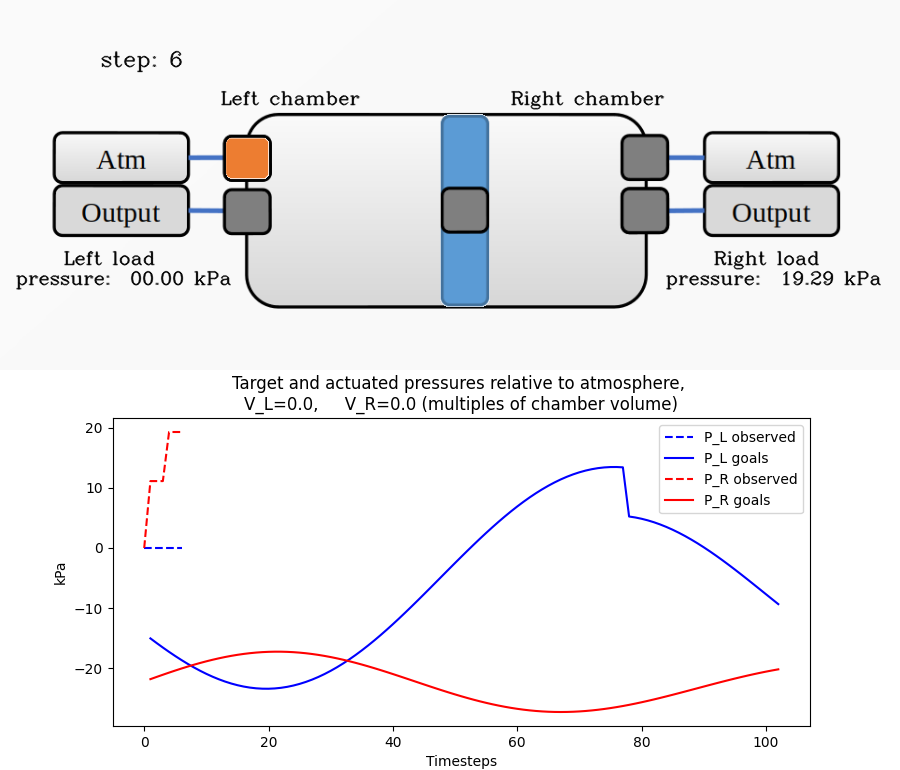 step: 6
Left chamber
Right chamber
Atm
Atm
Output
Output
Left load
pressure: 00.00 kPa
Right load
pressure: 19.29 kPa
Target and actuated pressures relative to atmosphere,
V_L=0.0, V_R=0.0 (multiples of chamber volume)
P_L observed
P_L goals
P_R observed
P_R goals
kPa
20
10
0
−10
−20
0
20
40
60
80
100
Timesteps